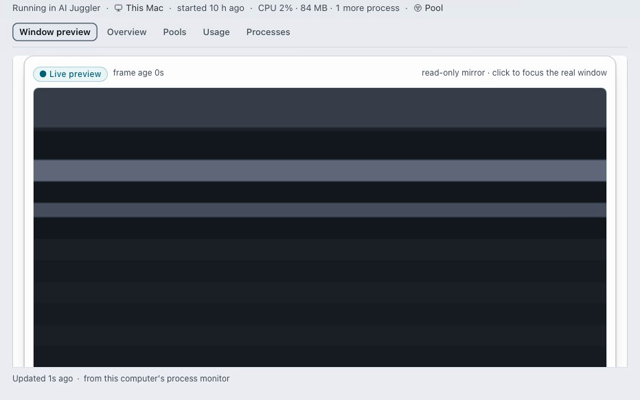 Running in AI Juggler · This Mac · started 10 h ago · CPU 2% · 84 MB · 1 more process · Pool
Window preview Overview Pools Usage Processes
Live preview frame age 0s read-only mirror · click to focus the real window
Updated 1s ago · from this computer's process monitor